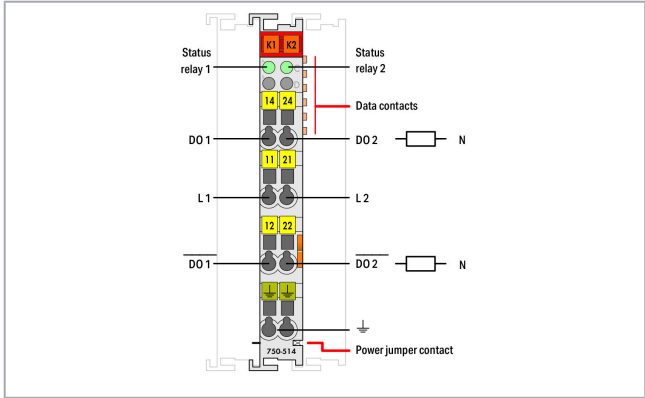 K1 K2
Status
relay 1
Status
relay 2
14 24
Data contacts
DO 1
DO 2
N
11 21
L 1
L 2
12 22
DO 1
DO 2
N
750-514
Power jumper contact